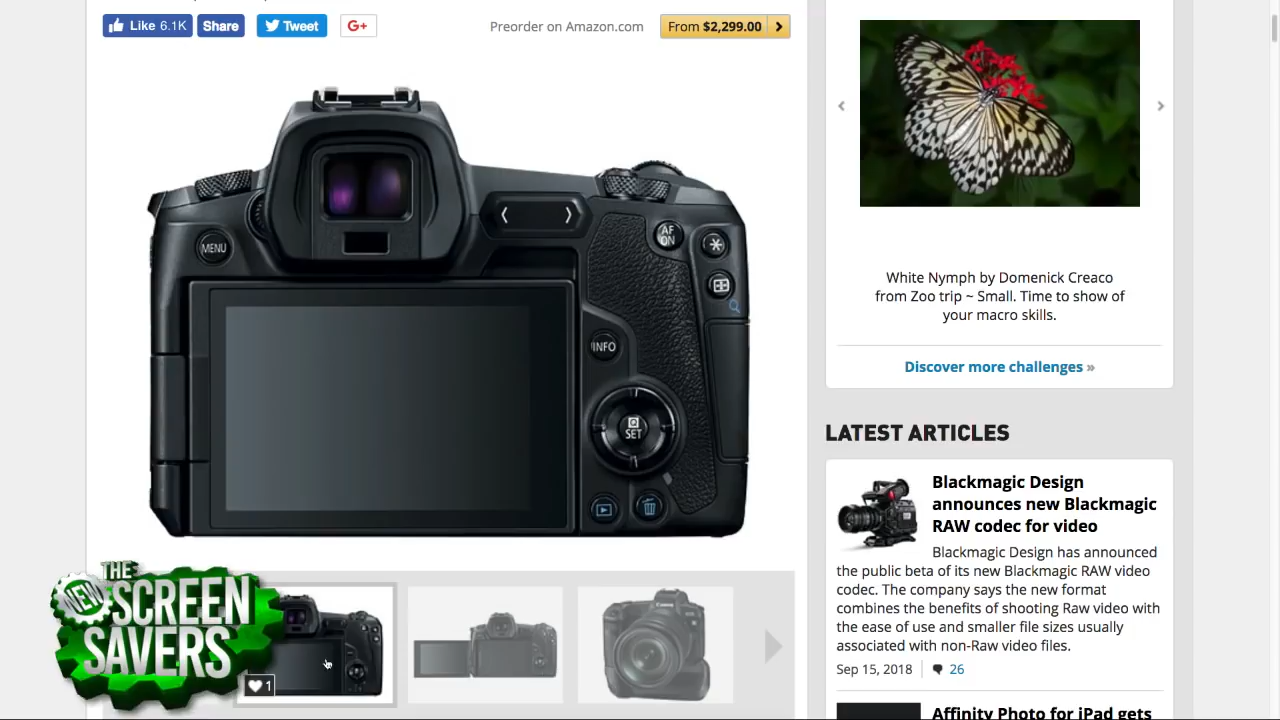 Like 6.1K
Share
Tweet
G+
Preorder on Amazon.com
From $2,299.00
MENU
AF
ON
INFO
SET
White Nymph by Domenick Creaco
from Zoo trip ~ Small. Time to show of
your macro skills.
Discover more challenges »
LATEST ARTICLES
Blackmagic Design
announces new Blackmagic
RAW codec for video
Blackmagic Design has announced
the public beta of its new Blackmagic RAW video
codec. The company says the new format
combines the benefits of shooting Raw video with
the ease of use and smaller file sizes usually
associated with non-Raw video files.
Sep 15, 2018
26
Affinity Photo for iPad gets
THE
NEW
SCREEN
SAVERS
1
Canon